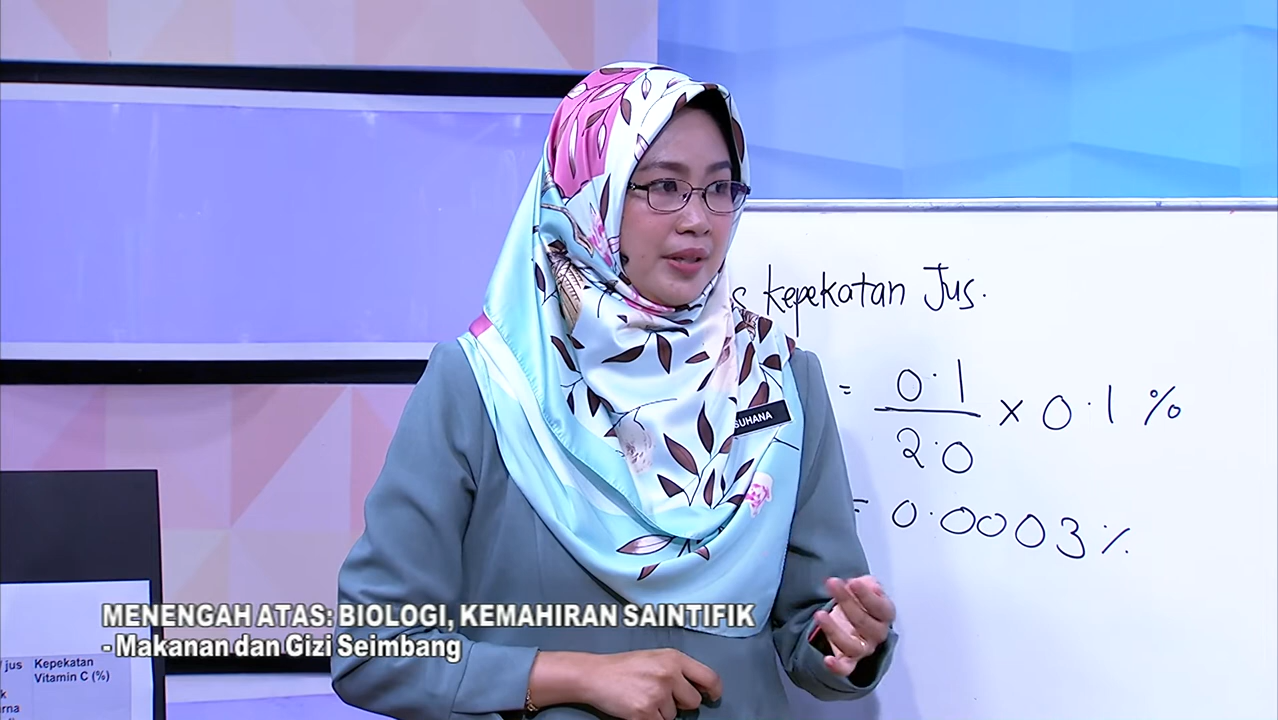 s kepekatan Jus.
= 0.1 / 2.0 x 0.1 %
= 0.0003%
SUHANA
MENENGAH ATAS: BIOLOGI, KEMAHIRAN SAINTIFIK
- Makanan dan Gizi Seimbang
jus Kepekatan
Vitamin C (%)